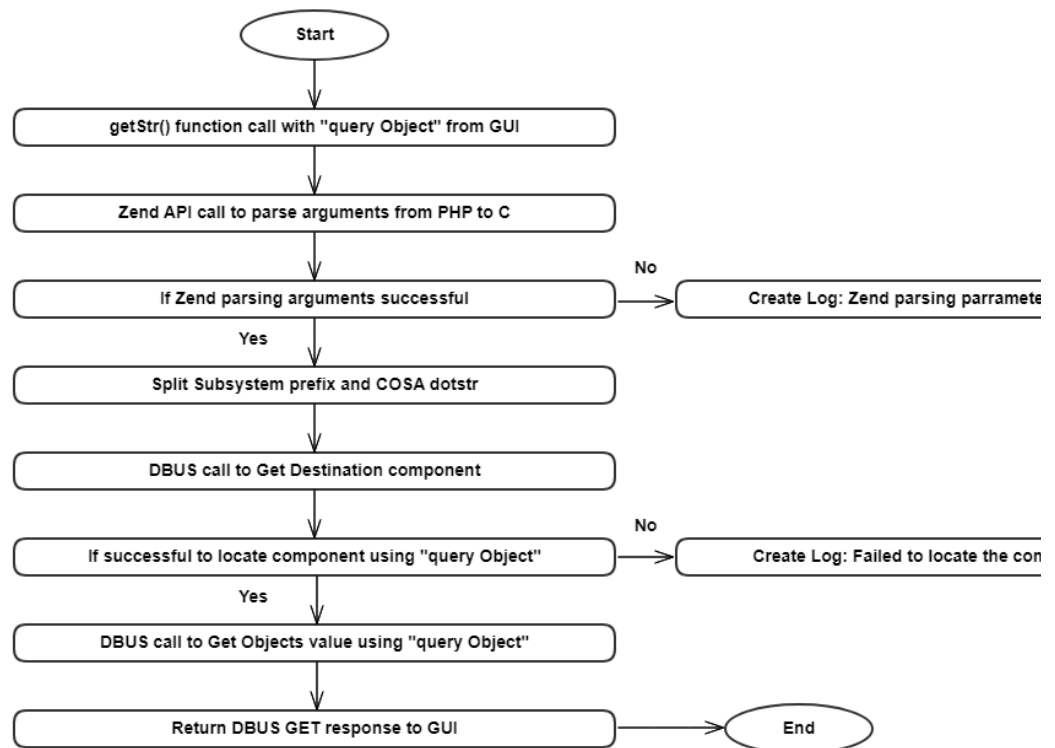 Start
getStr() function call with "query Object" from GUI
Zend API call to parse arguments from PHP to C
If Zend parsing arguments successful
No
Create Log: Zend parsing
Yes
Split Subsystem prefix and COSA dotstr
DBUS call to Get Destination component
If successful to locate component using "query Object"
No
Create Log: Failed to locate the
Yes
DBUS call to Get Objects value using "query Object"
Return DBUS GET response to GUI
End